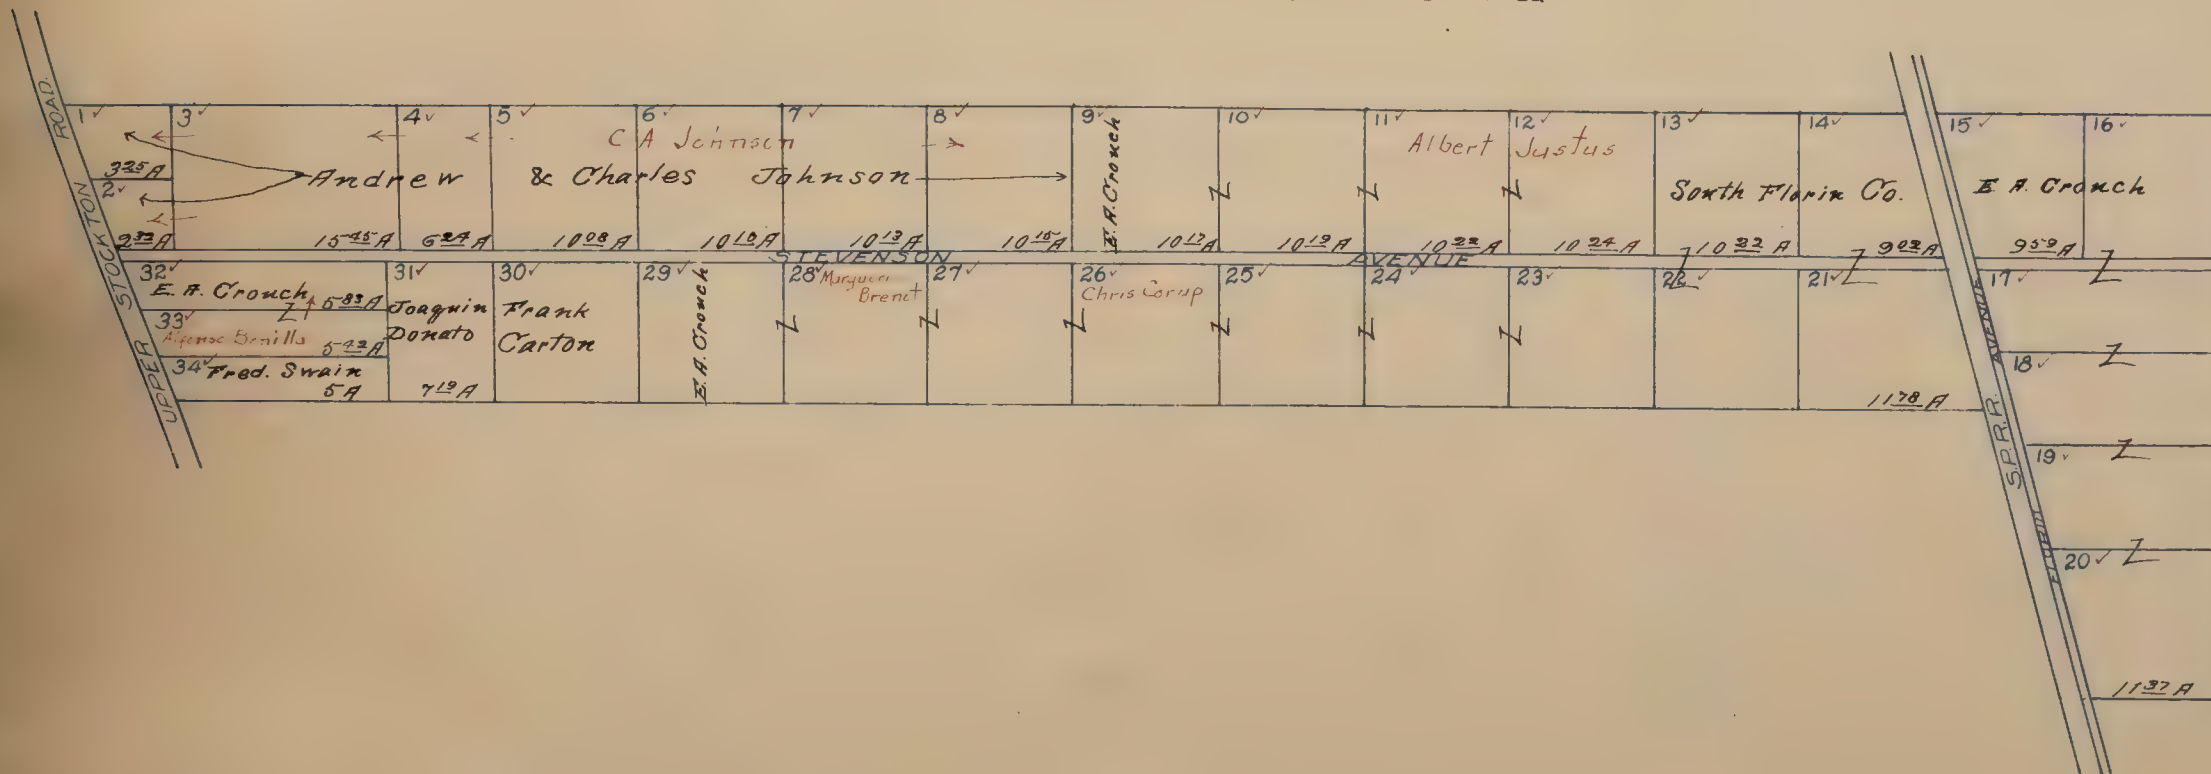 1 3 4 5 6 7 8 9 10 11 12 13 14 15 16
C A Johnson
Albert Justus
Andrew & Charles Johnson
E. A. Crouch
South Florin Co.
E. A. Crouch
3 25 A
2
2 32 A 15 45 A 6 24 A 10 08 A 10 10 A 10 13 A 10 15 A 10 17 A 10 19 A 10 22 A 10 24 A 10 22 A 9 02 A 9 59 A
STEVENSON AVENUE
32 31 30 29 28 27 26 25 24 23 22 21 17
E. A. Crouch
5 83 A
33
5 42 A
34 Fred. Swain
5 A
Joaquin
Donato
7 19 A
Frank
Carton
E. A. Crouch
Chris Corup
11 78 A
18
19
20
11 37 A
UPPER STOCKTON ROAD.
S.P.R.R.
FLORIN AVENUE